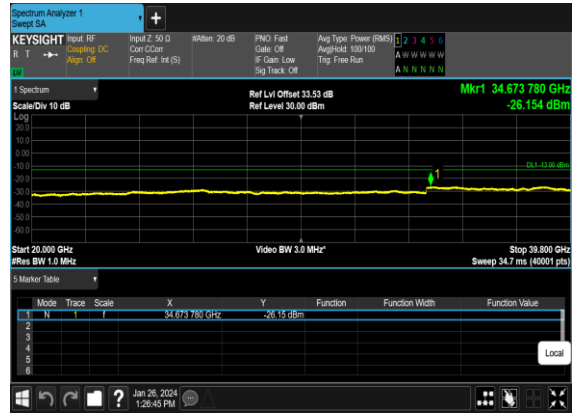 Spectrum Analyzer 1
Swept SA
+
KEYSIGHT Input: RF Input Z: 50 Ω #Atten: 20 dB PNO: Fast Avg Type: Power (RMS) 1 2 3 4 5 6
R T Coupling: DC Corr CCorr Gate: Off Avg|Hold: 100/100 A W W W W W
Align: Off Freq Ref: Int (S) IF Gain: Low Trig: Free Run
LW Sig Track: Off A N N N N N
1 Spectrum Ref Lvl Offset 33.53 dB Mkr1 34.673 780 GHz
Scale/Div 10 dB Ref Level 30.00 dBm -26.154 dBm
Log
20.0
10.0
0.00
-10.0 DL1 -13.00 dBm
1
-20.0
-30.0
-40.0
-50.0
-60.0
Start 20.000 GHz Video BW 3.0 MHz* Stop 39.800 GHz
#Res BW 1.0 MHz Sweep 34.7 ms (40001 pts)
5 Marker Table
Mode Trace Scale X Y Function Function Width Function Value
1 N 1 f 34.673 780 GHz -26.15 dBm
2
3
4
5
6
Local
? Jan 26, 2024
1:26:45 PM